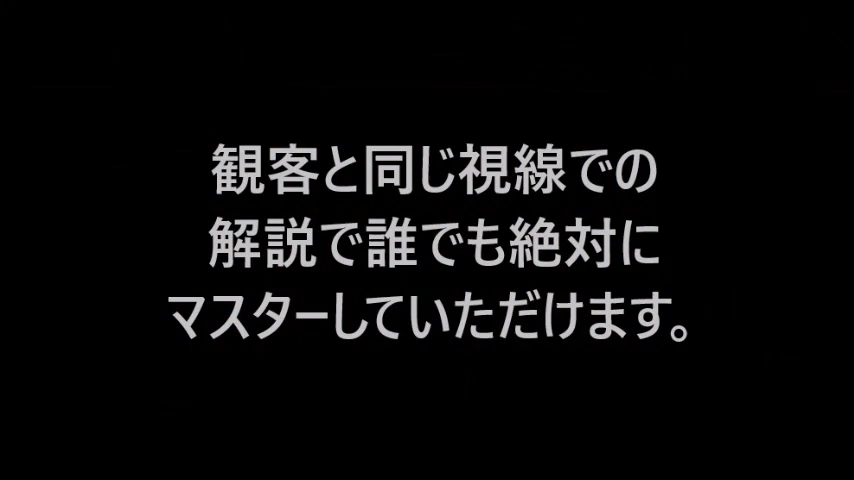 観客と同じ視線での
解説で誰でも絶対に
マスターしていただけます。